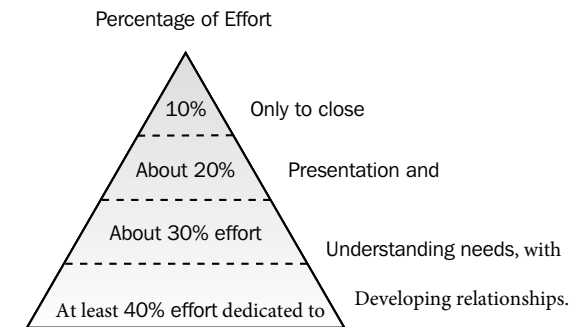 Percentage of Effort
10% Only to close
About 20% Presentation and
About 30% effort
Understanding needs, with
At least 40% effort dedicated to
Developing relationships.